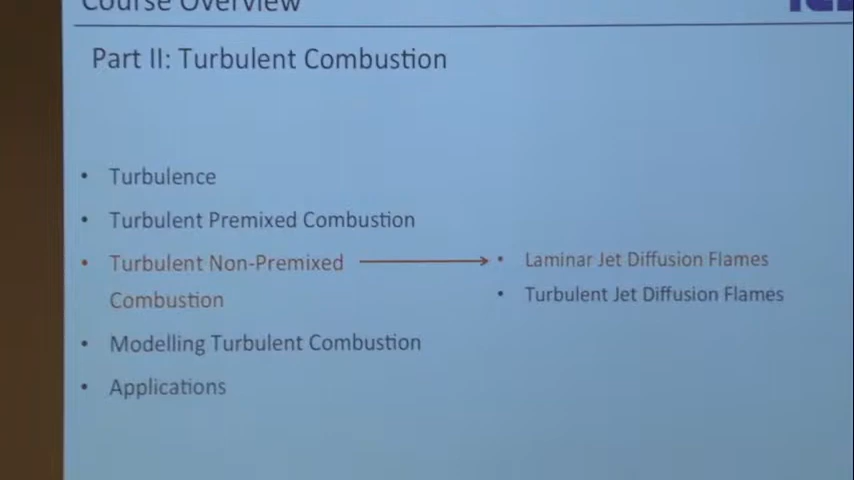 Course Overview
Part II: Turbulent Combustion
• Turbulence
• Turbulent Premixed Combustion
• Turbulent Non-Premixed
Combustion
• Laminar Jet Diffusion Flames
• Turbulent Jet Diffusion Flames
• Modelling Turbulent Combustion
• Applications